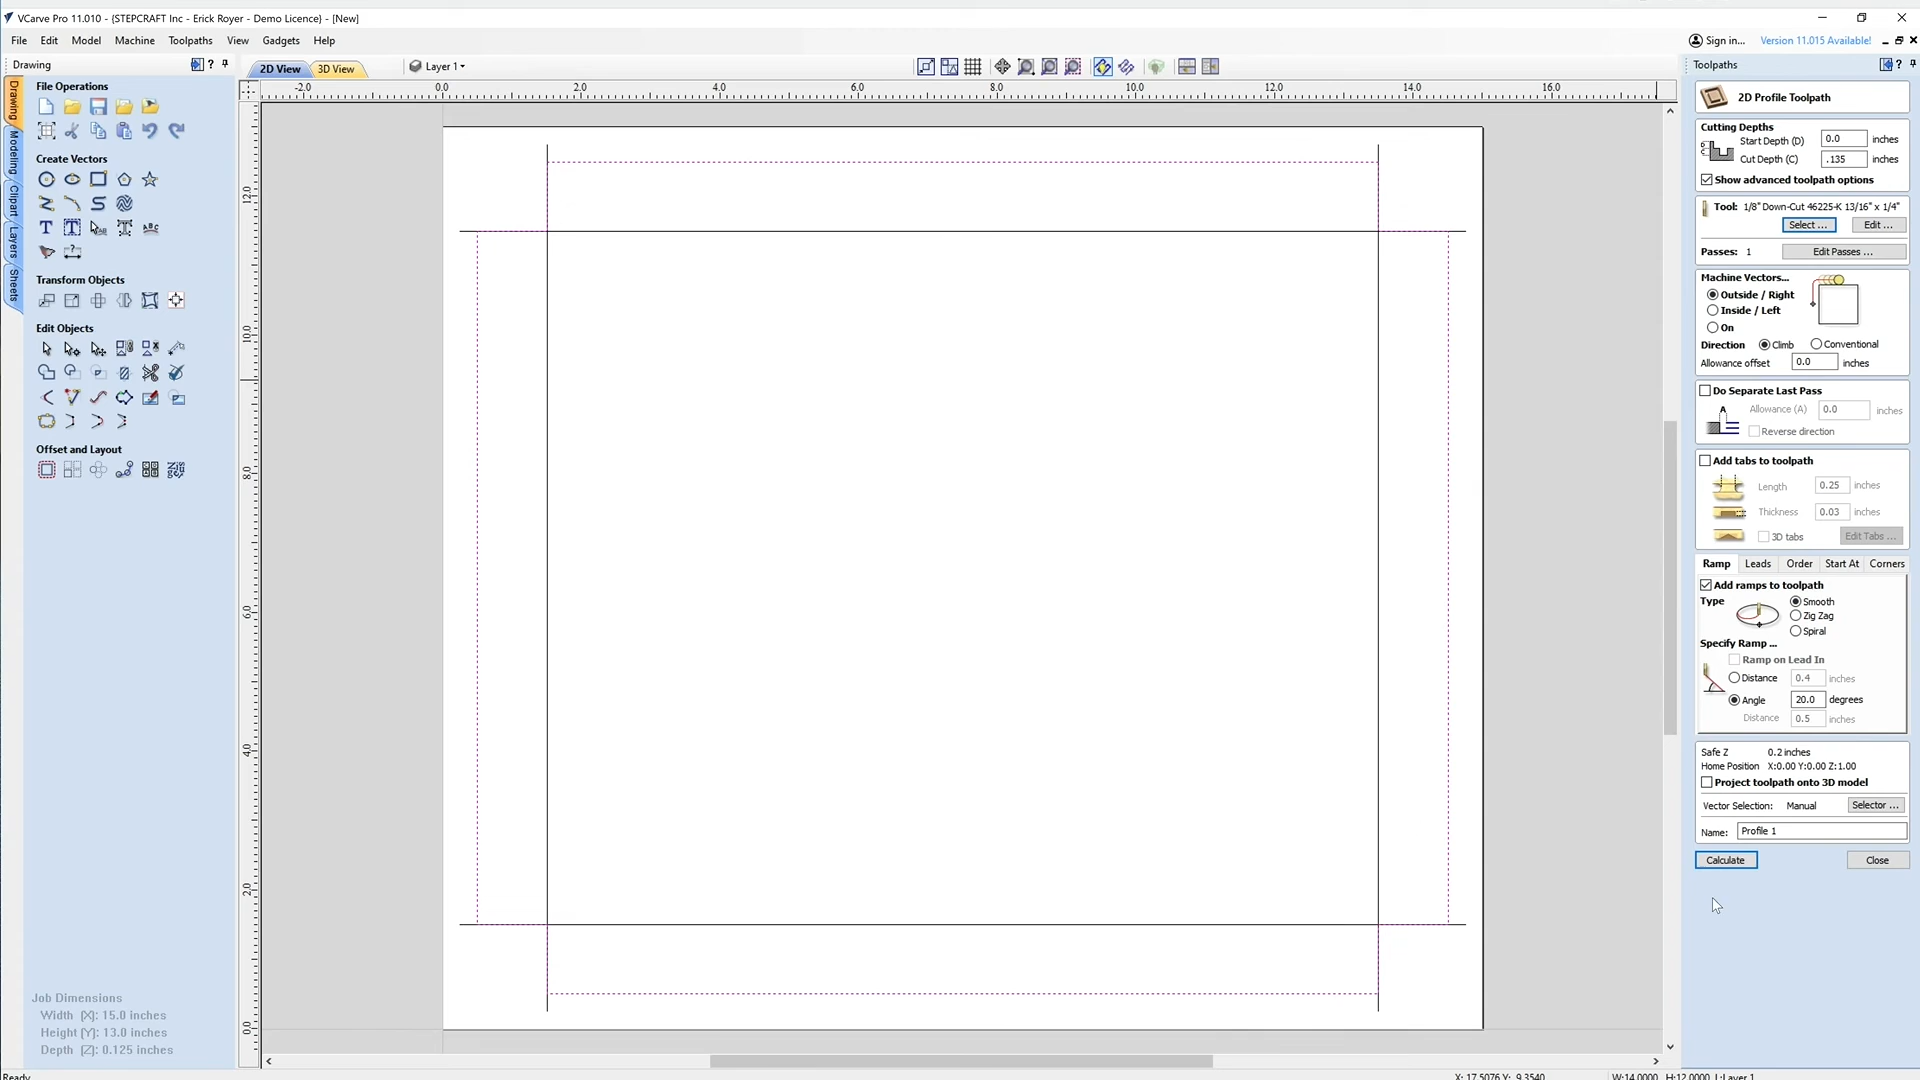 VCarve Pro 11.010 - (STEPCRAFT Inc - Erick Royer - Demo Licence) - [New]
File Edit Model Machine Toolpaths View Gadgets Help
Sign in... Version 11.015 Available!
Drawing
2D View 3D View Layer 1
Toolpaths
-2.0 0.0 2.0 4.0 6.0 8.0 10.0 12.0 14.0 16.0
12.0
10.0
8.0
6.0
4.0
2.0
0.0
Drawing
Modeling
Clipart
Layers
Sheets
File Operations
Create Vectors
Transform Objects
Edit Objects
Offset and Layout
Job Dimensions
Width (X): 15.0 inches
Height (Y): 13.0 inches
Depth (Z): 0.125 inches
2D Profile Toolpath
Cutting Depths
Start Depth (D) 0.0 inches
Cut Depth (C) .135 inches
Show advanced toolpath options
Tool: 1/8" Down-Cut 46225-K 13/16" x 1/4"
Select ... Edit ...
Passes: 1 Edit Passes ...
Machine Vectors...
Outside / Right
Inside / Left
On
Direction Climb Conventional
Allowance offset 0.0 inches
Do Separate Last Pass
A Allowance (A) 0.0 inches
Reverse direction
Add tabs to toolpath
Length 0.25 inches
Thickness 0.03 inches
3D tabs Edit Tabs ...
Ramp Leads Order Start At Corners
Add ramps to toolpath
Type Smooth
Zig Zag
Spiral
Specify Ramp ...
Ramp on Lead In
Distance 0.4 inches
Angle 20.0 degrees
Distance 0.5 inches
Safe Z 0.2 inches
Home Position X:0.00 Y:0.00 Z:1.00
Project toolpath onto 3D model
Vector Selection: Manual Selector ...
Name: Profile 1
Calculate Close
Ready X: 17.5076 Y: 9.3540 W:14.0000 H:12.0000 L:Layer 1